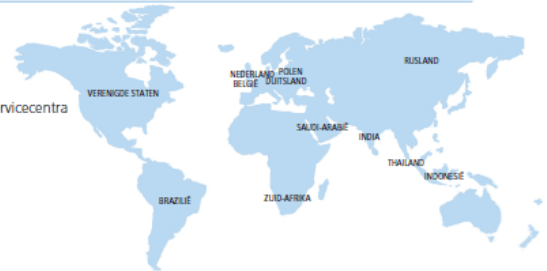 RUSLAND
NEDERLAND POLEN
BELGIË DUITSLAND
VERENIGDE STATEN
rvicecentra
SAUDI-ARABIË
INDIA
THAILAND
INDONESIË
BRAZILIË
ZUID-AFRIKA